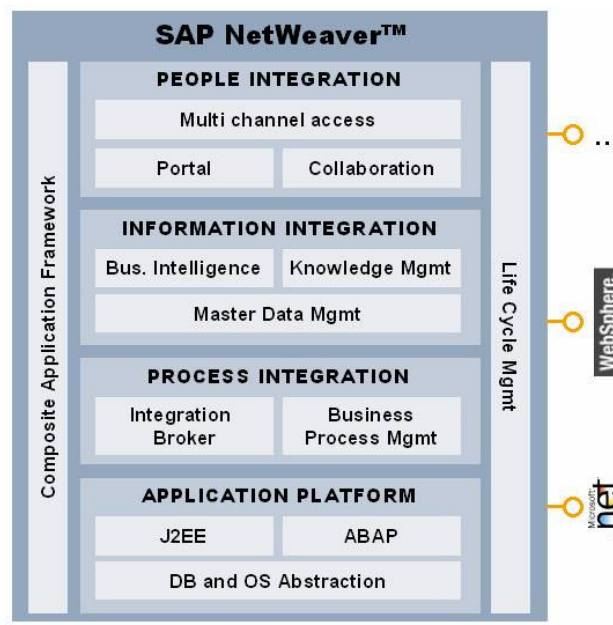 SAP NetWeaver™
PEOPLE INTEGRATION
Multi channel access
Portal
Collaboration
INFORMATION INTEGRATION
Bus. Intelligence
Knowledge Mgmt
Master Data Mgmt
PROCESS INTEGRATION
Integration
Broker
Business
Process Mgmt
APPLICATION PLATFORM
J2EE
ABAP
DB and OS Abstraction
Composite Application Framework
Life Cycle Mgmt
...
WebSphere
Microsoft
net